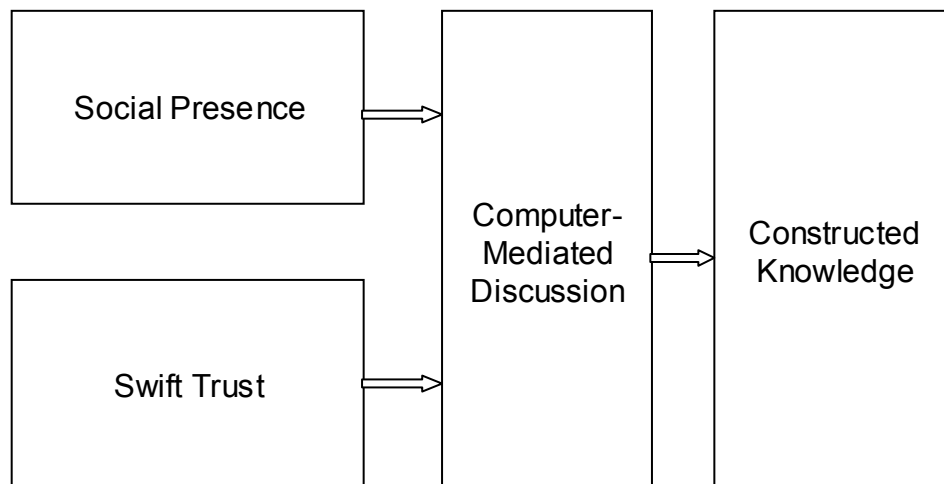 Social Presence
Swift Trust
Computer-
Mediated
Discussion
Constructed
Knowledge